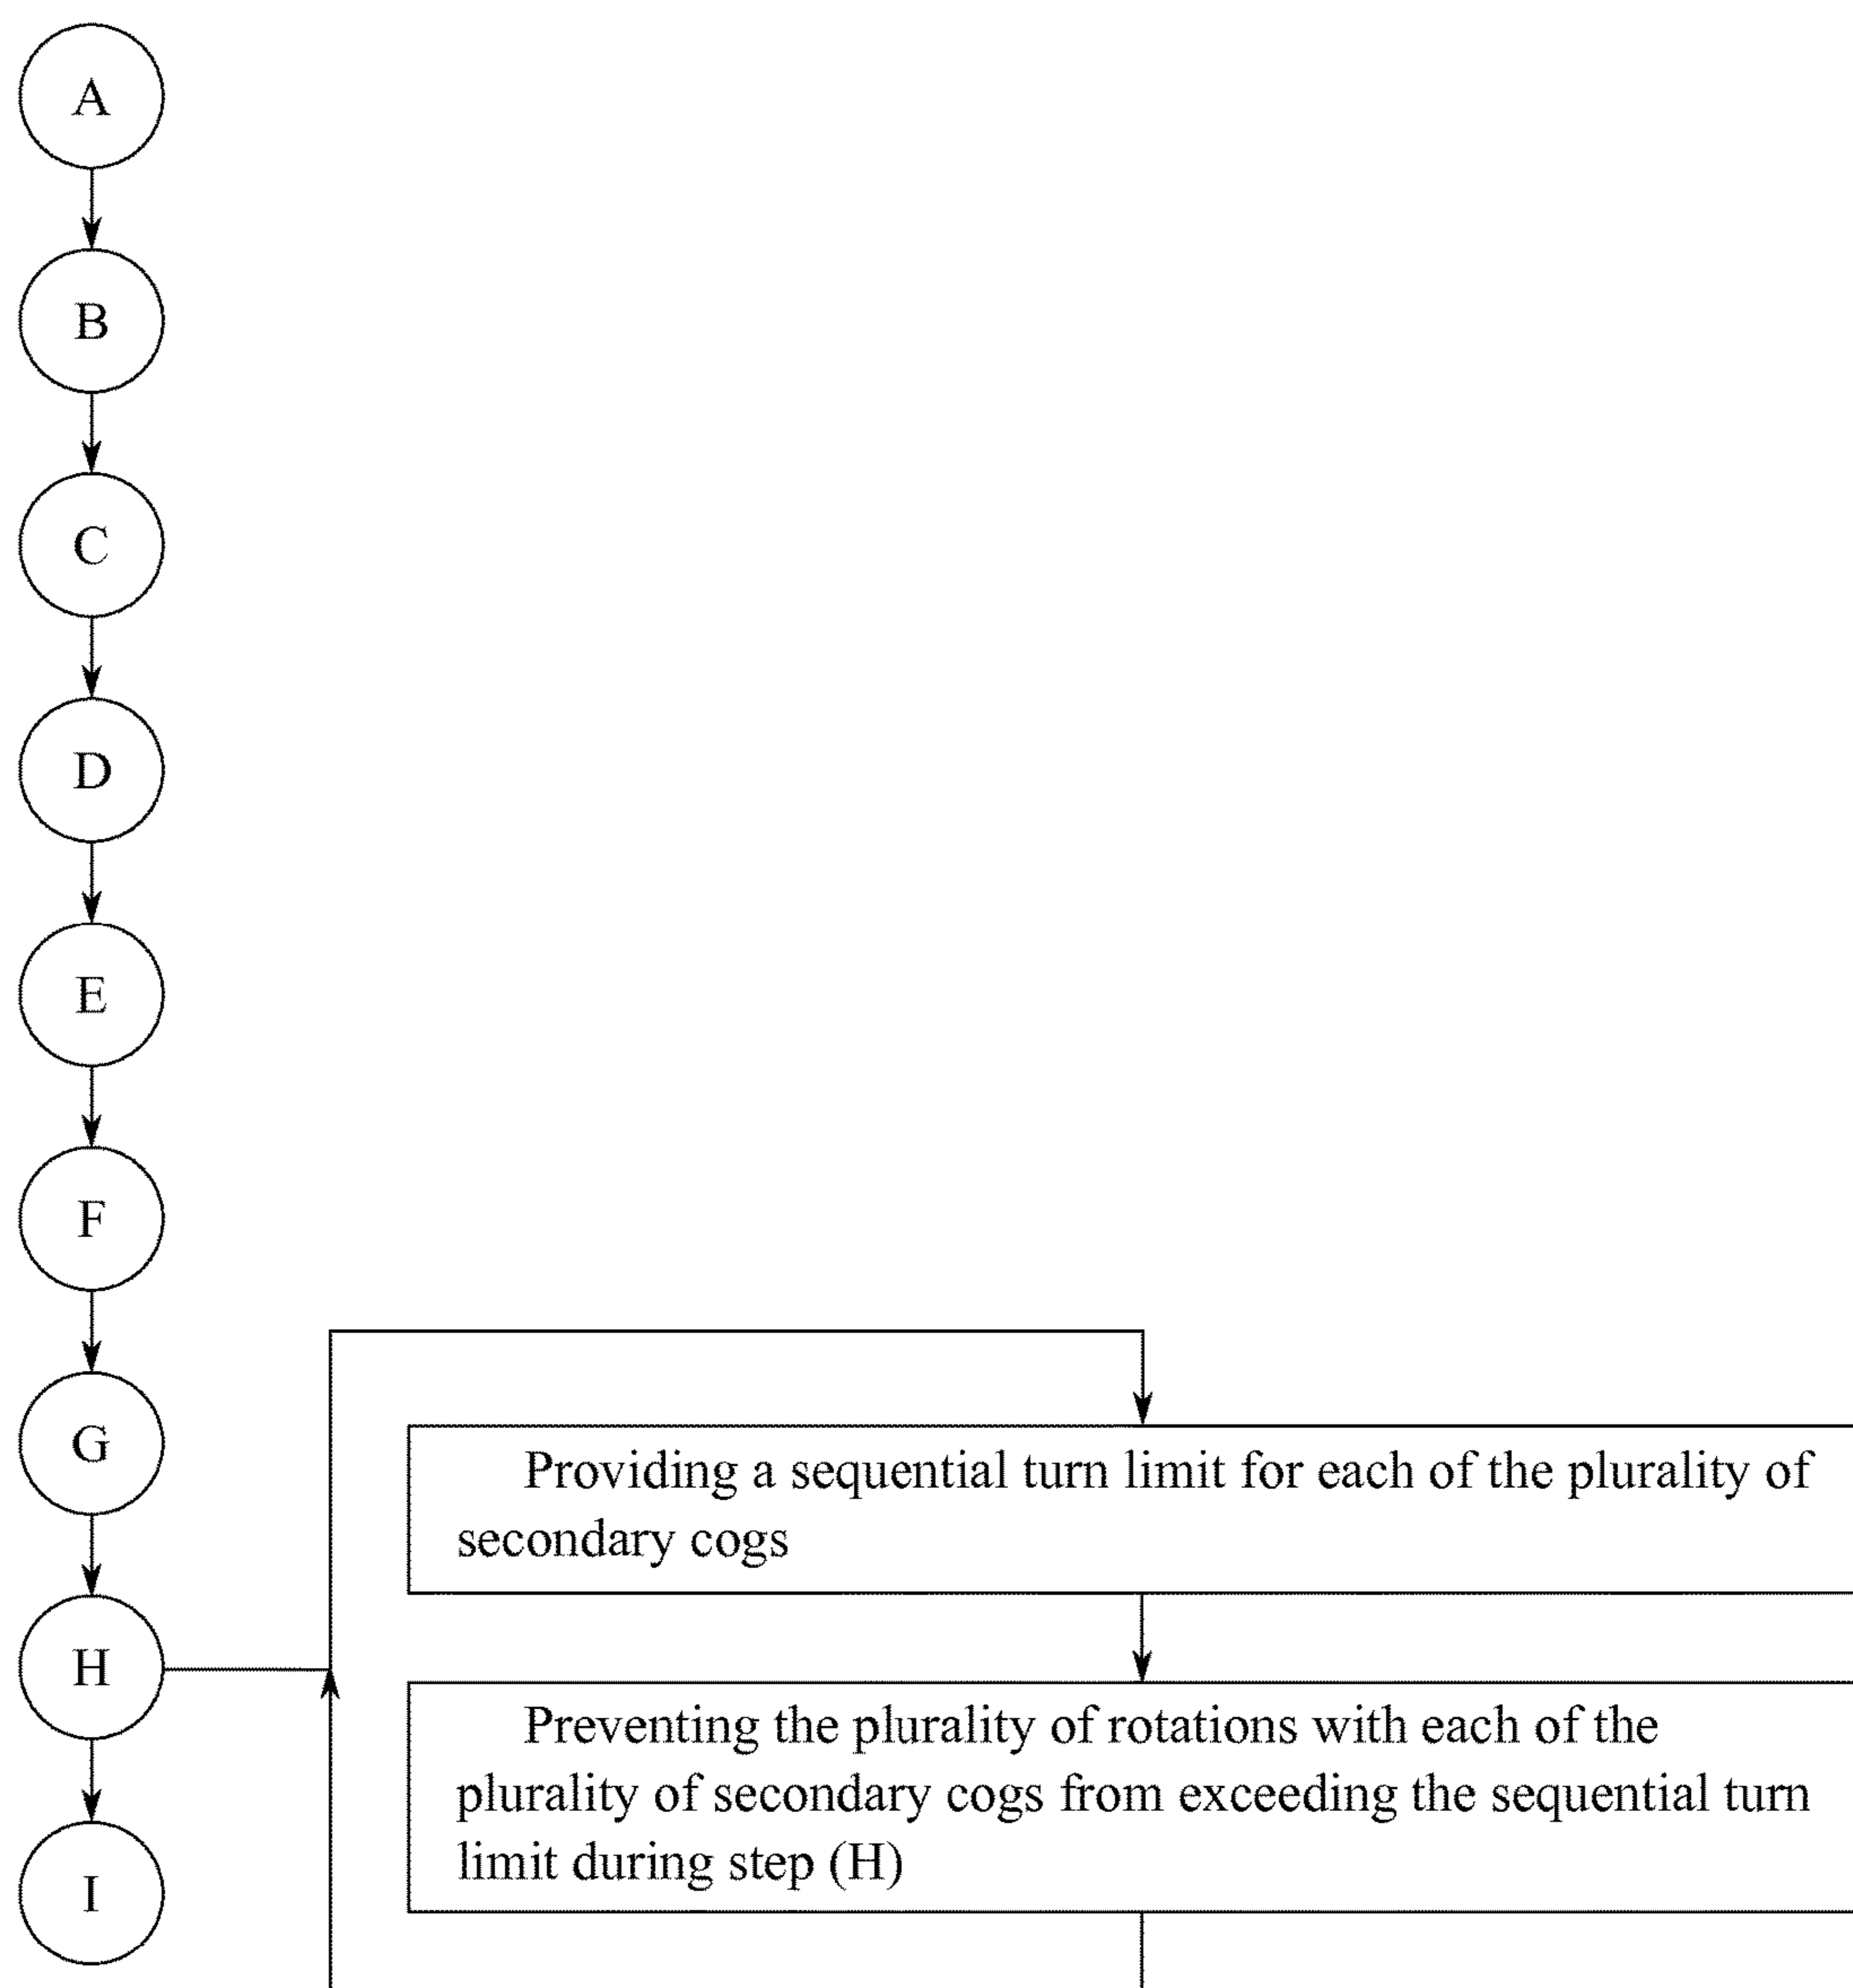 A
B
C
D
E
F
G
Providing a sequential turn limit for each of the plurality of
secondary cogs
H
Preventing the plurality of rotations with each of the
plurality of secondary cogs from exceeding the sequential turn
limit during step (H)
I